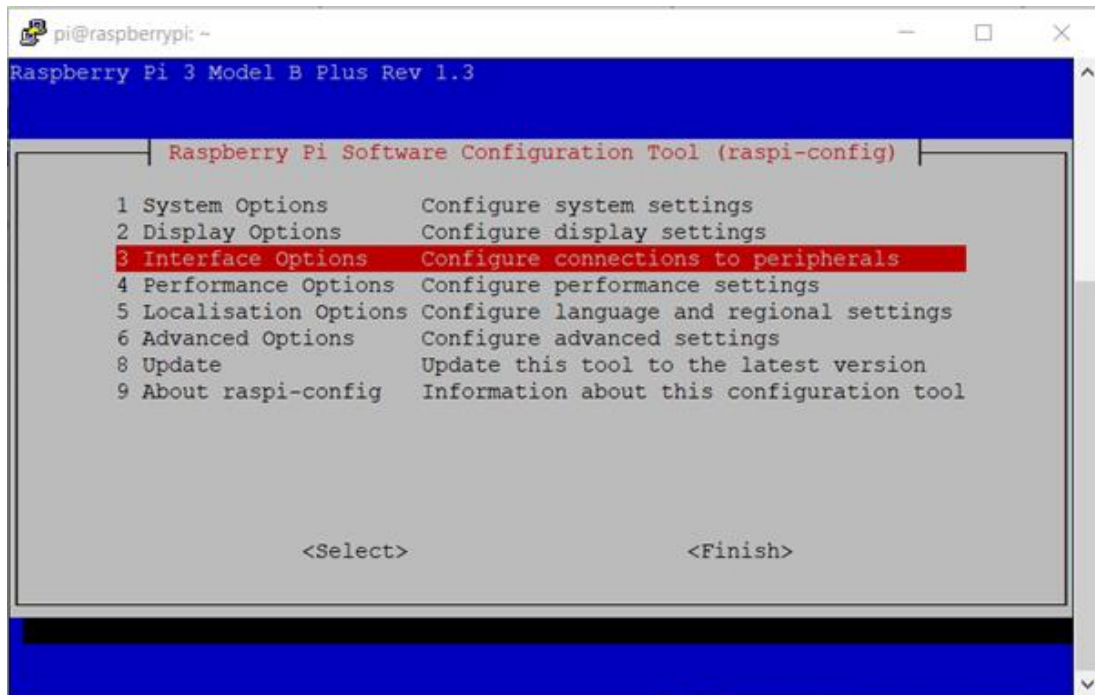 pi@raspberrypi: ~
Raspberry Pi 3 Model B Plus Rev 1.3
Raspberry Pi Software Configuration Tool (raspi-config)
1 System Options Configure system settings
2 Display Options Configure display settings
3 Interface Options Configure connections to peripherals
4 Performance Options Configure performance settings
5 Localisation Options Configure language and regional settings
6 Advanced Options Configure advanced settings
8 Update Update this tool to the latest version
9 About raspi-config Information about this configuration tool
<Select> <Finish>